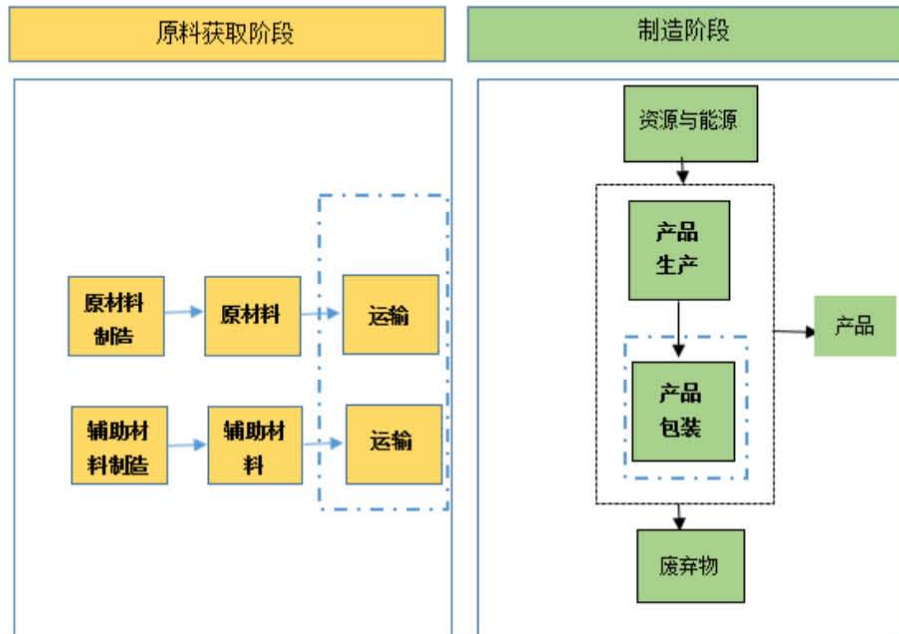 原料获取阶段
制造阶段
原材料
制造
原材料
运输
辅助材
料制造
辅助材
料
运输
资源与能源
产品
生产
产品
包装
产品
废弃物